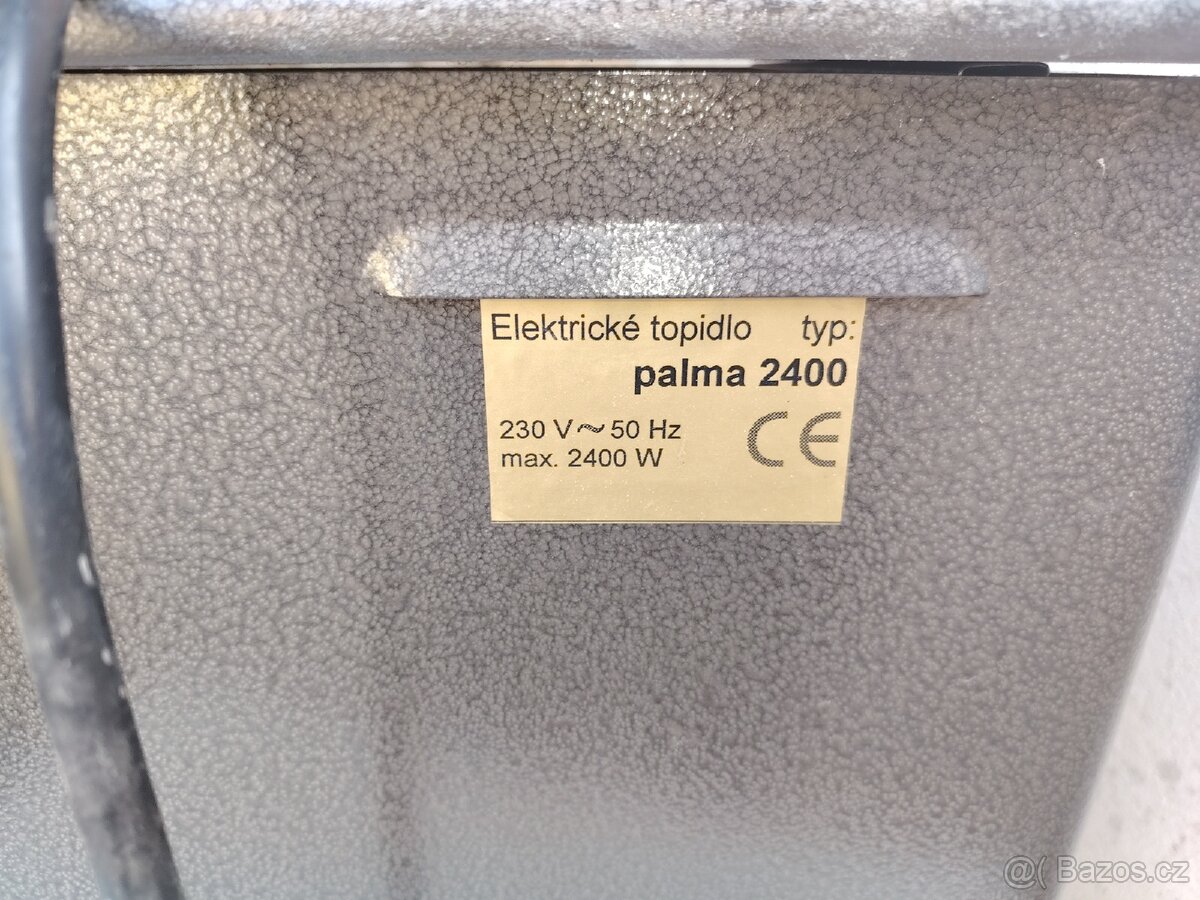 Elektrické topidlo typ:
palma 2400
230 V~50 Hz
max. 2400 W
CE
@( Bazos.cz